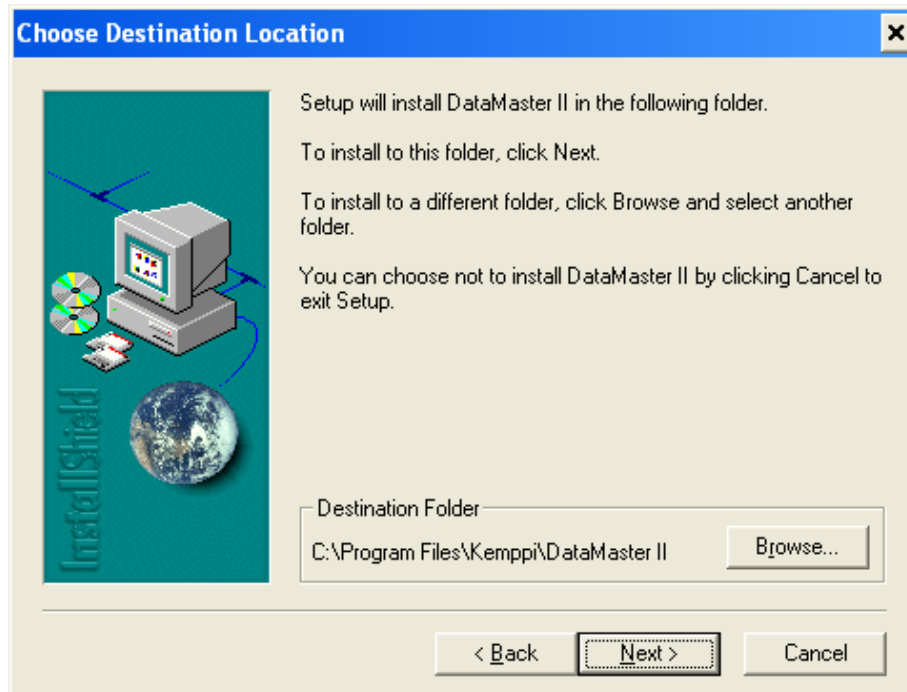 Choose Destination Location
Setup will install DataMaster II in the following folder.
To install to this folder, click Next.
To install to a different folder, click Browse and select another
folder.
You can choose not to install DataMaster II by clicking Cancel to
exit Setup.
InstallShield
Destination Folder
C:\Program Files\Kemppi\DataMaster II
Browse...
< Back
Next >
Cancel